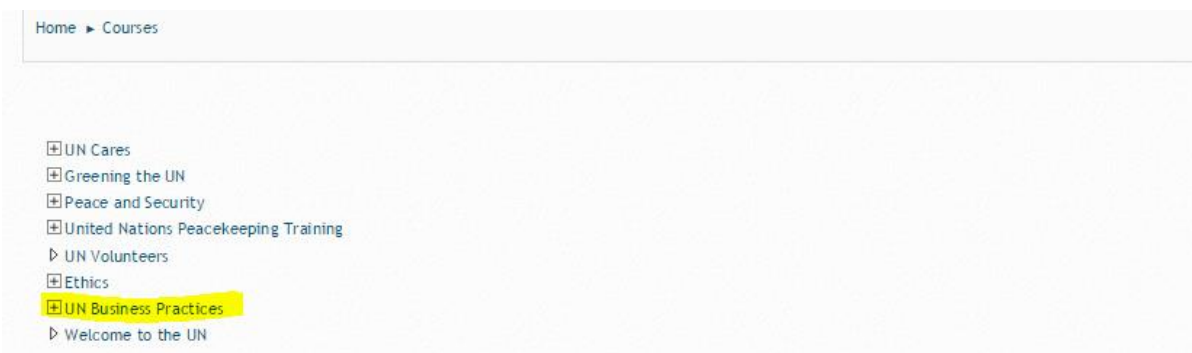 Home ► Courses
UN Cares
Greening the UN
Peace and Security
United Nations Peacekeeping Training
UN Volunteers
Ethics
UN Business Practices
Welcome to the UN